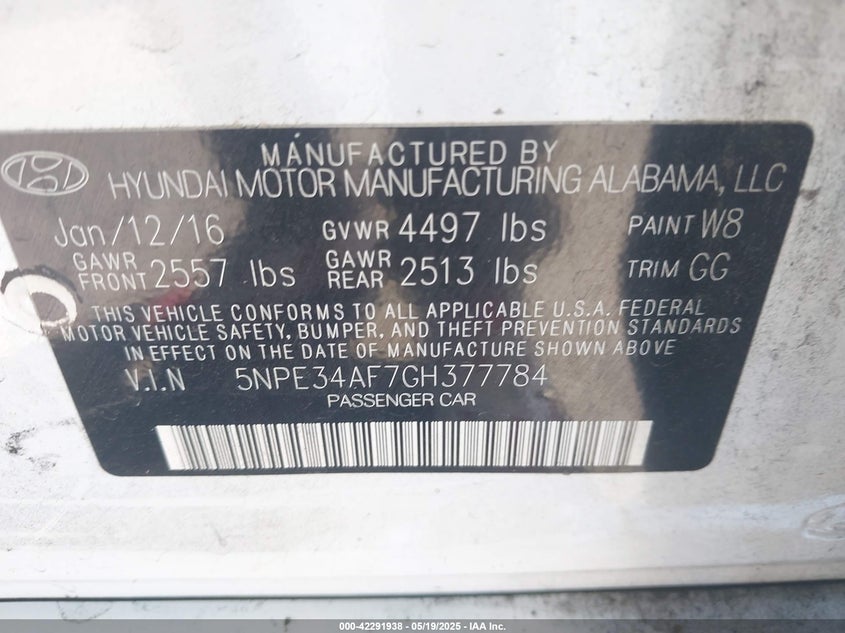 MANUFACTURED BY
HYUNDAI MOTOR MANUFACTURING ALABAMA, LLC
Jan/12/16 GVWR 4497 lbs PAINT W8
GAWR FRONT 2557 lbs GAWR REAR 2513 lbs TRIM GG
THIS VEHICLE CONFORMS TO ALL APPLICABLE U.S.A. FEDERAL
MOTOR VEHICLE SAFETY, BUMPER, AND THEFT PREVENTION STANDARDS
IN EFFECT ON THE DATE OF MANUFACTURE SHOWN ABOVE
V.I.N 5NPE34AF7GH377784
PASSENGER CAR
000-42291938 - 05/19/2025 - IAA Inc.